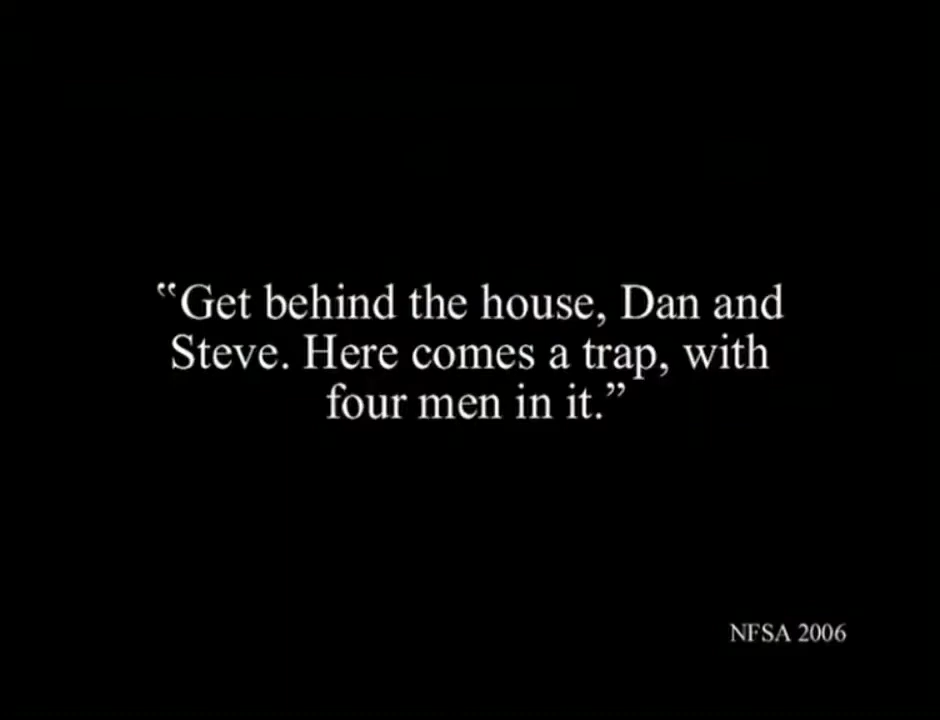 “Get behind the house, Dan and
Steve. Here comes a trap, with
four men in it.”
NFSA 2006